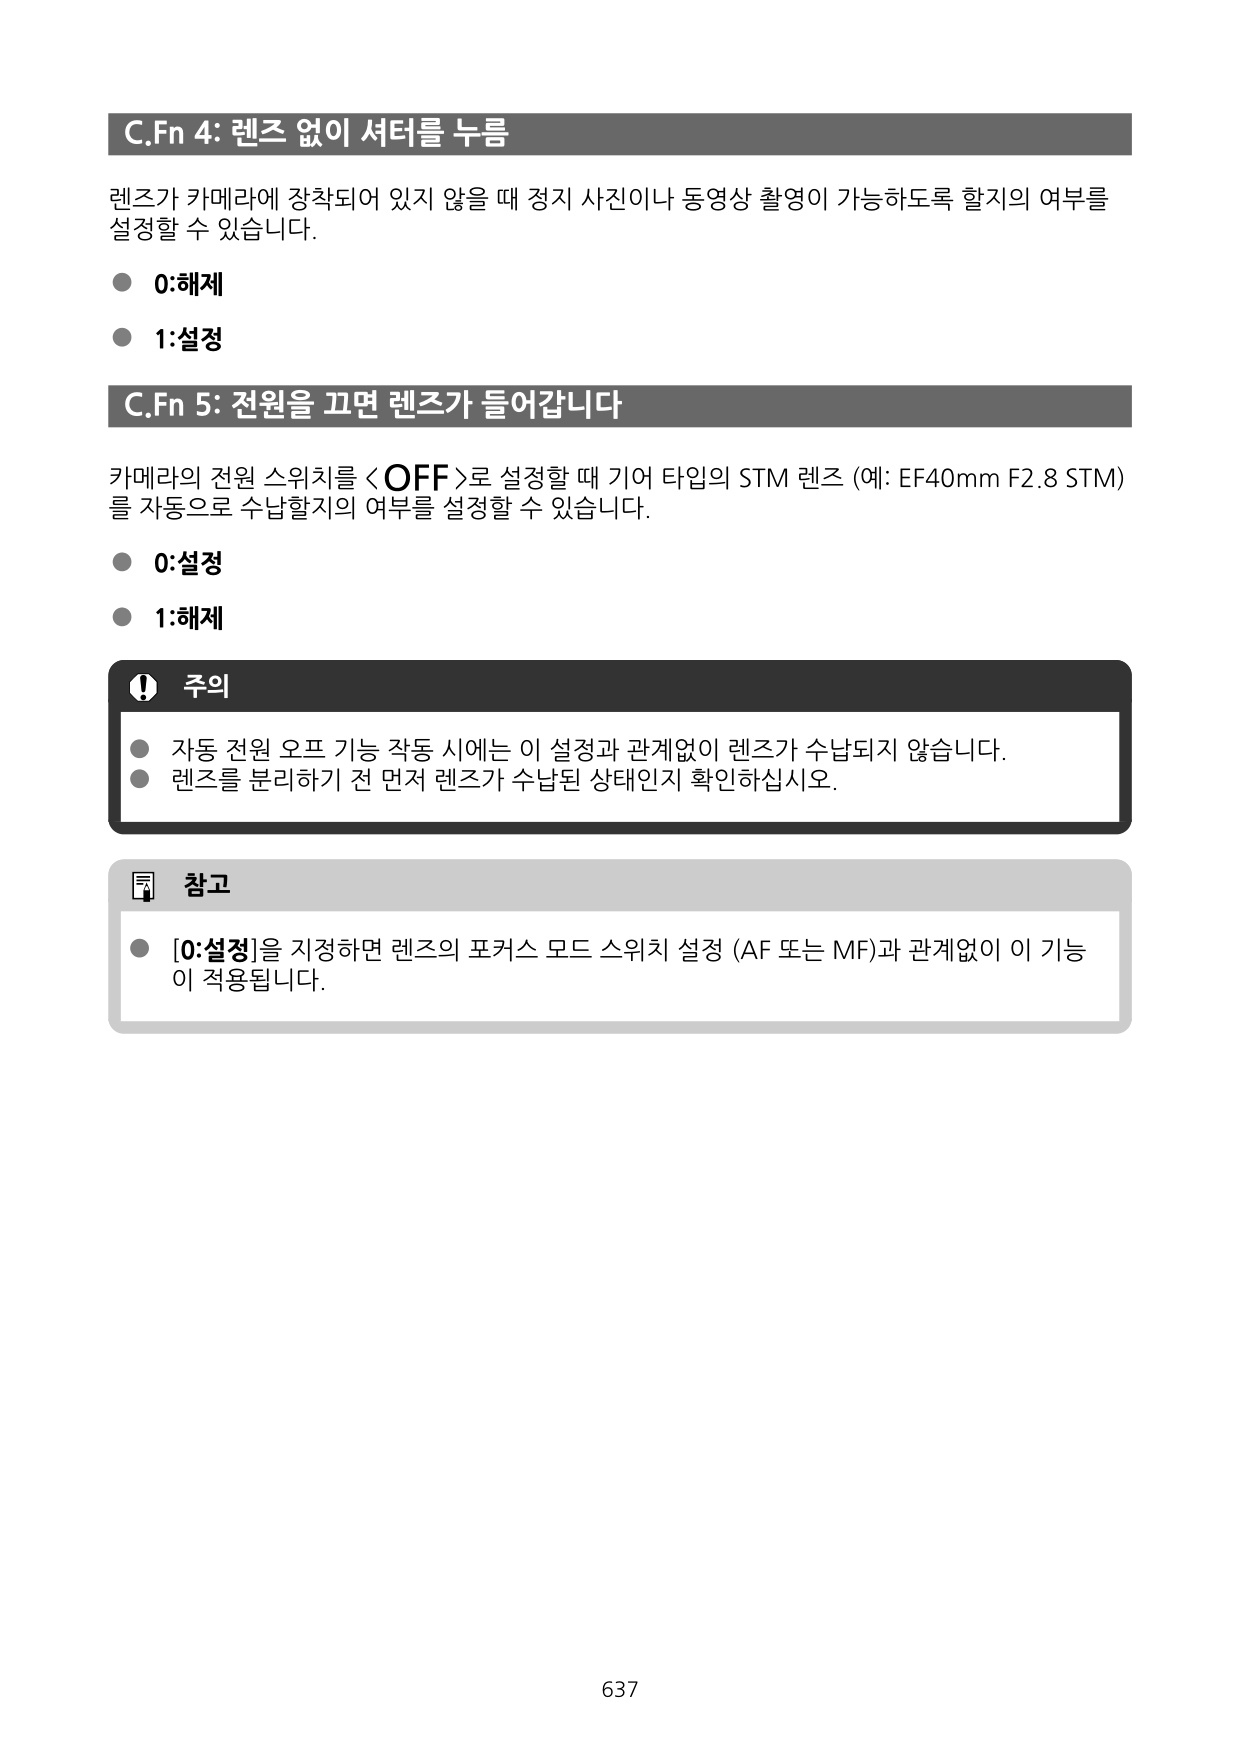 C.Fn 4: 렌즈 없이 셔터를 누름
렌즈가 카메라에 장착되어 있지 않을 때 정지 사진이나 동영상 촬영이 가능하도록 할지의 여부를
설정할 수 있습니다.
● 0:해제
● 1:설정
C.Fn 5: 전원을 끄면 렌즈가 들어갑니다
카메라의 전원 스위치를 <OFF>로 설정할 때 기어 타입의 STM 렌즈 (예: EF40mm F2.8 STM)
를 자동으로 수납할지의 여부를 설정할 수 있습니다.
● 0:설정
● 1:해제
주의
● 자동 전원 오프 기능 작동 시에는 이 설정과 관계없이 렌즈가 수납되지 않습니다.
● 렌즈를 분리하기 전 먼저 렌즈가 수납된 상태인지 확인하십시오.
참고
● [0:설정]을 지정하면 렌즈의 포커스 모드 스위치 설정 (AF 또는 MF)과 관계없이 이 기능
이 적용됩니다.
637